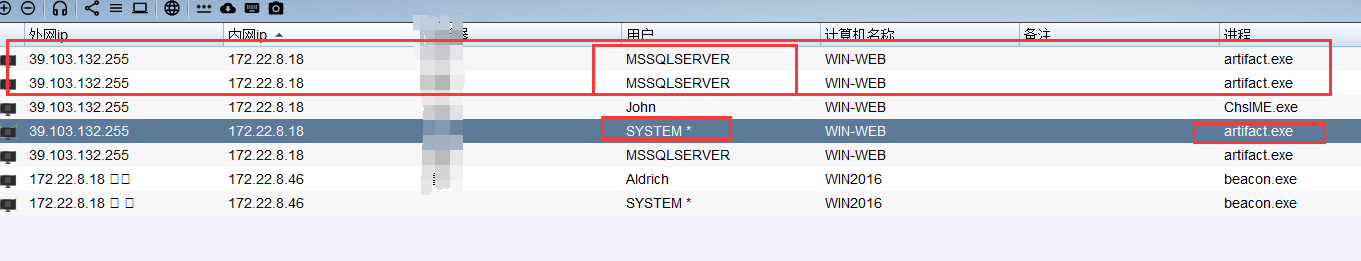 外网ip 内网ip 器 用户 计算机名称 备注 进程
39.103.132.255 172.22.8.18 MSSQLSERVER WIN-WEB artifact.exe
39.103.132.255 172.22.8.18 MSSQLSERVER WIN-WEB artifact.exe
39.103.132.255 172.22.8.18 John WIN-WEB ChsIME.exe
39.103.132.255 172.22.8.18 SYSTEM * WIN-WEB artifact.exe
39.103.132.255 172.22.8.18 MSSQLSERVER WIN-WEB artifact.exe
172.22.8.18 172.22.8.46 Aldrich WIN2016 beacon.exe
172.22.8.18 172.22.8.46 SYSTEM * WIN2016 beacon.exe